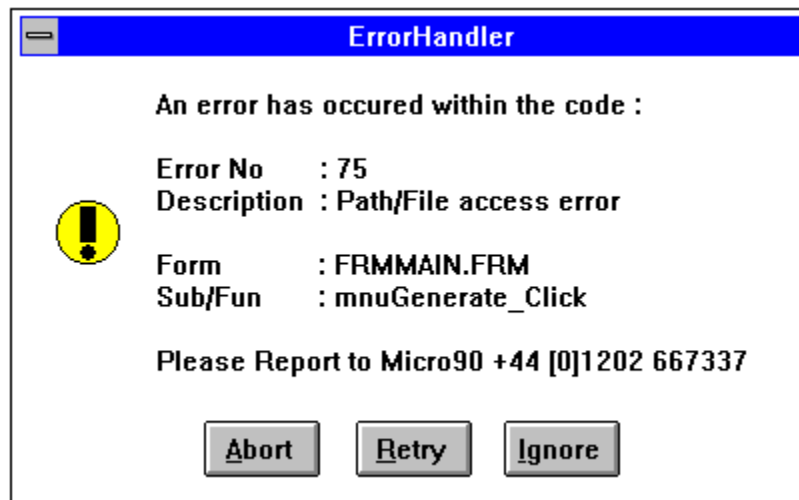 ErrorHandler
An error has occured within the code :
Error No : 75
Description : Path/File access error
Form : FRMMAIN.FRM
Sub/Fun : mnuGenerate_Click
Please Report to Micro90 +44 [0]1202 667337
Abort Retry Ignore